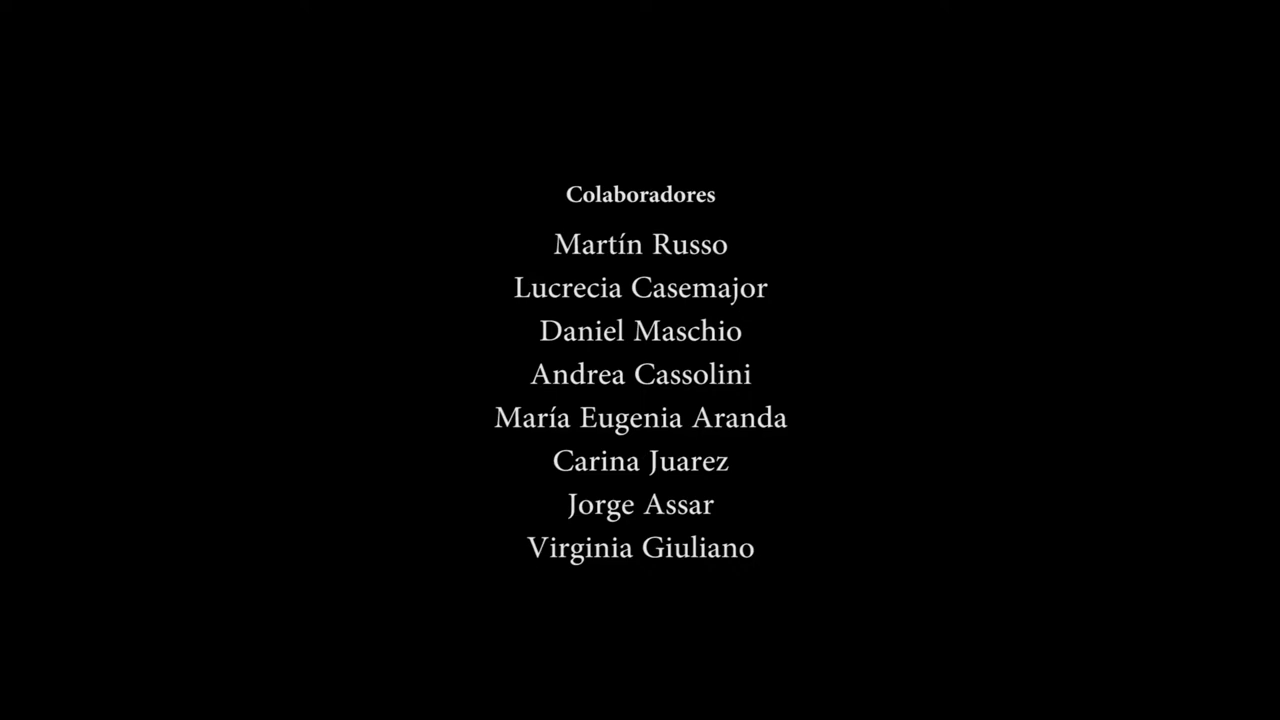 Colaboradores
Martín Russo
Lucrecia Casemajor
Daniel Maschio
Andrea Cassolini
María Eugenia Aranda
Carina Juarez
Jorge Assar
Virginia Giuliano